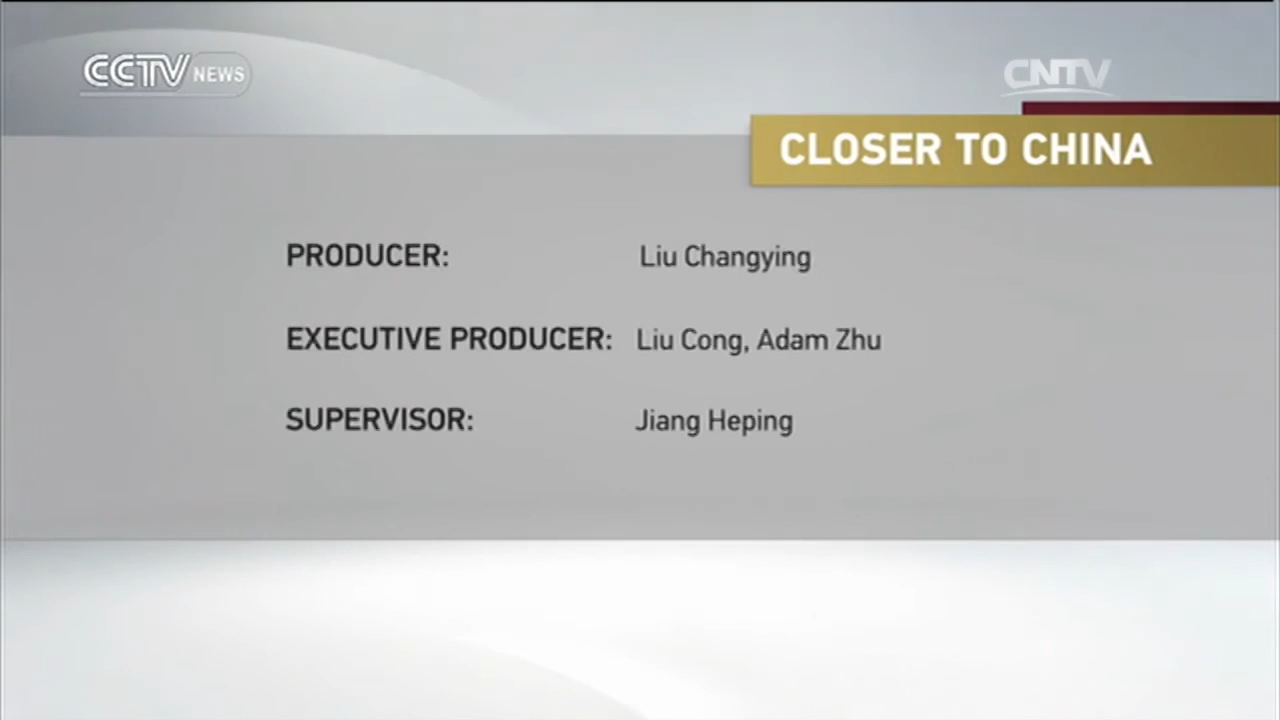 CCTV NEWS
CNTV
CLOSER TO CHINA
PRODUCER: Liu Changying
EXECUTIVE PRODUCER: Liu Cong, Adam Zhu
SUPERVISOR: Jiang Heping